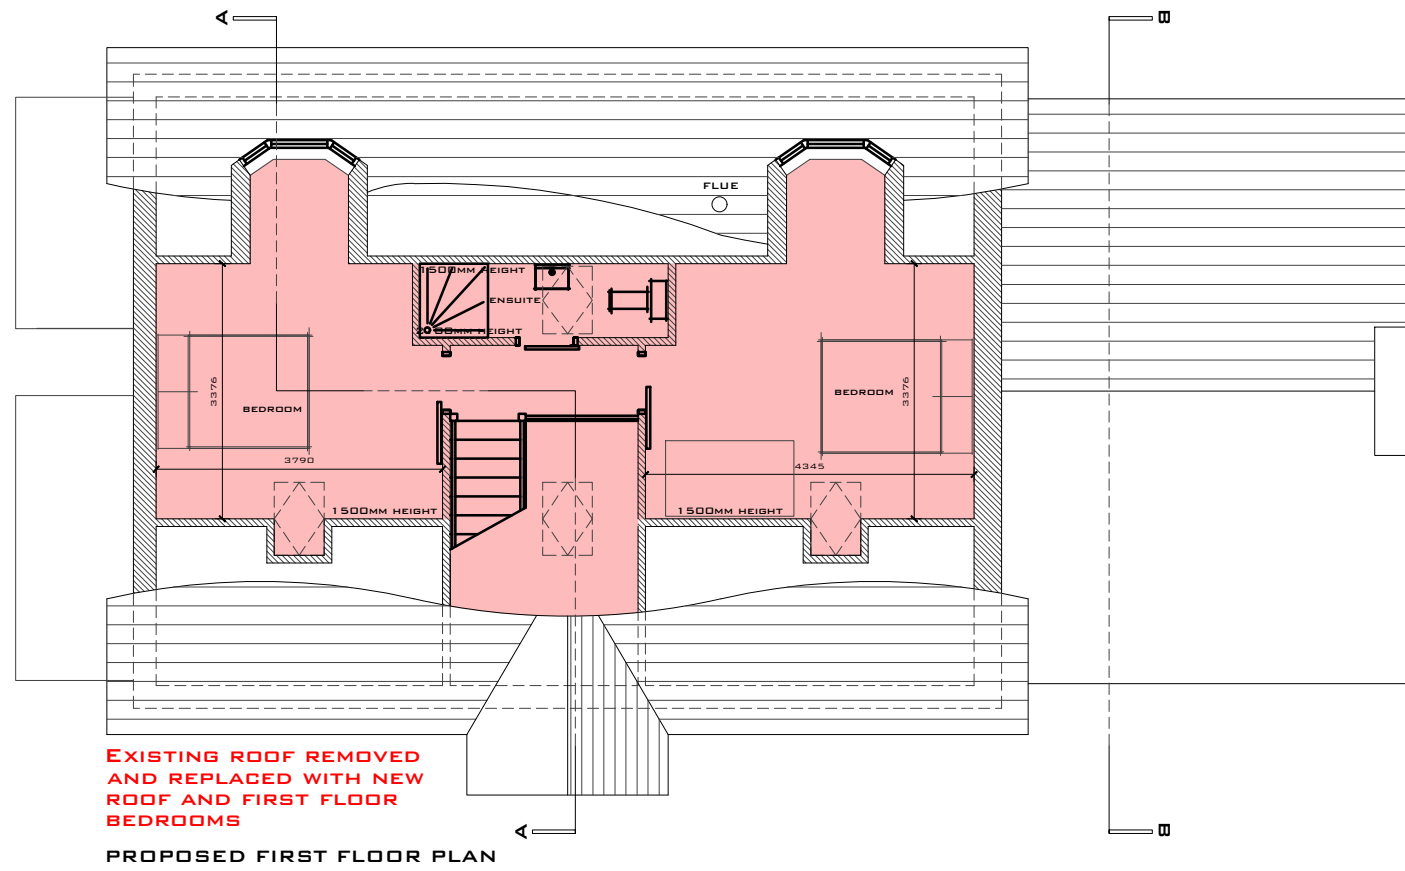 A
B
FLUE
1500MM HEIGHT
ENSUITE
2100MM HEIGHT
3376
BEDROOM
BEDROOM
3376
3790
4345
1500MM HEIGHT
1500MM HEIGHT
EXISTING ROOF REMOVED
AND REPLACED WITH NEW
ROOF AND FIRST FLOOR
BEDROOMS
A
B
PROPOSED FIRST FLOOR PLAN